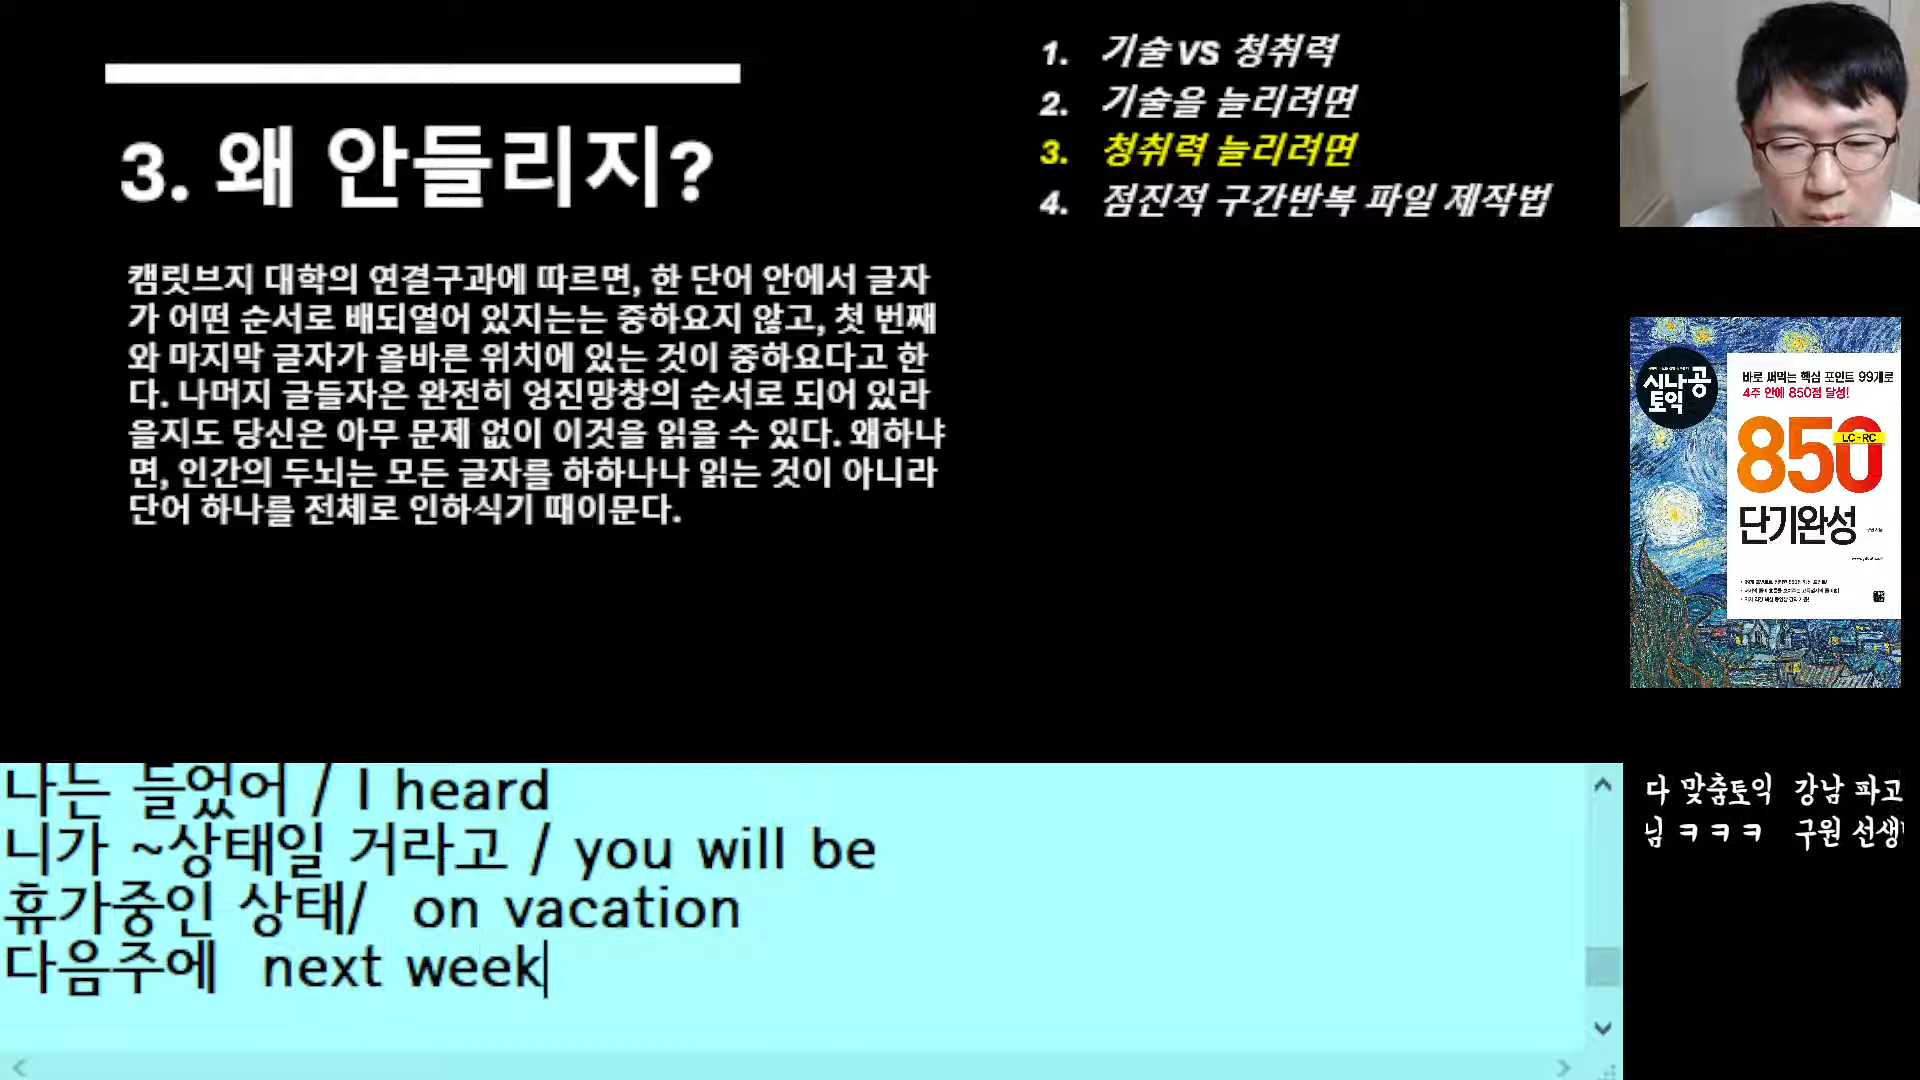 3. 왜 안들리지?
캠릿브지 대학의 연결구과에 따르면, 한 단어 안에서 글자
가 어떤 순서로 배되열어 있지는는 중하요지 않고, 첫 번째
와 마지막 글자가 올바른 위치에 있는 것이 중하요다고 한
다. 나머지 글들자은 완전히 엉진망창의 순서로 되어 있라
을지도 당신은 아무 문제 없이 이것을 읽을 수 있다. 왜하냐
면, 인간의 두뇌는 모든 글자를 하하나나 읽는 것이 아니라
단어 하나를 전체로 인하식기 때이문다.
1. 기술 VS 청취력
2. 기술을 늘리려면
3. 청취력 늘리려면
4. 점진적 구간반복 파일 제작법
시나공
토익
바로 써먹는 핵심 포인트 99개로
4주 안에 850점 달성!
850
LC+RC
단기완성
나는 들었어 / I heard
니가 ~상태일 거라고 / you will be
휴가중인 상태/ on vacation
다음주에 next week
다 맞춤토익 강남 파고
님 ㅋㅋㅋ 구원 선생